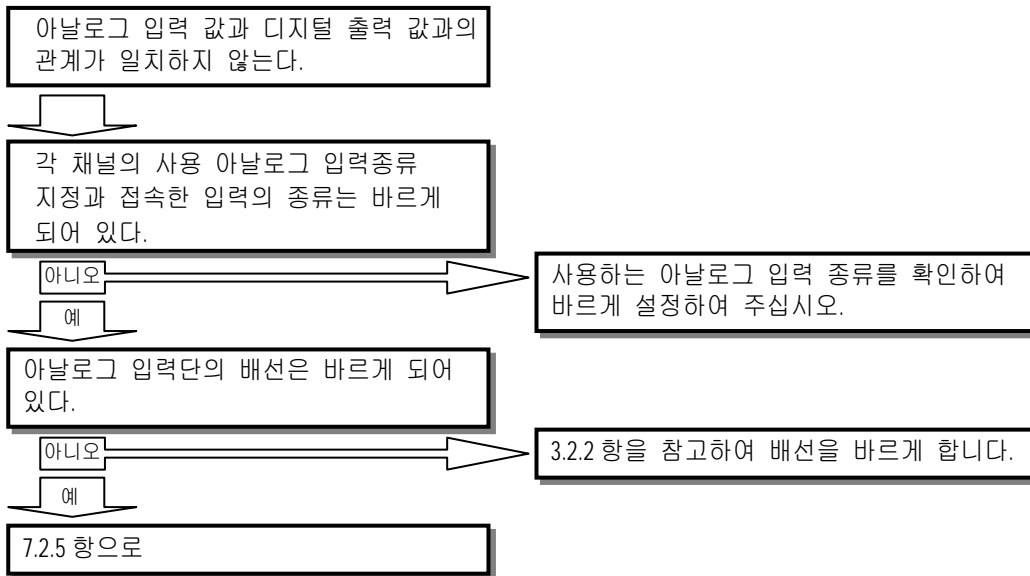 아날로그 입력 값과 디지털 출력 값과의
관계가 일치하지 않는다.
각 채널의 사용 아날로그 입력종류
지정과 접속한 입력의 종류는 바르게
되어 있다.
아니오
사용하는 아날로그 입력 종류를 확인하여
바르게 설정하여 주십시오.
예
아날로그 입력단의 배선은 바르게 되어
있다.
아니오
3.2.2 항을 참고하여 배선을 바르게 합니다.
예
7.2.5 항으로